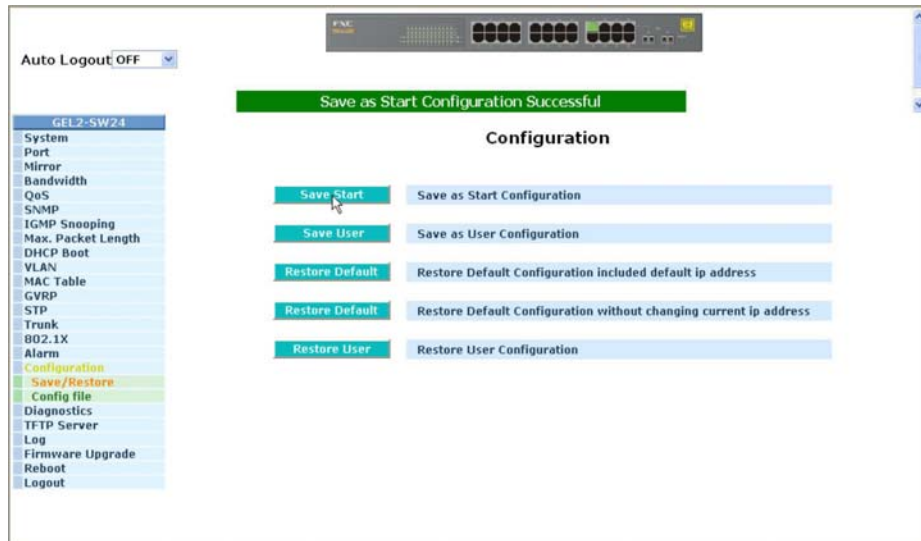 FXC
Auto Logout OFF
Save as Start Configuration Successful
GEL2-SW24
System
Port
Mirror
Bandwidth
QoS
SNMP
IGMP Snooping
Max. Packet Length
DHCP Boot
VLAN
MAC Table
GVRP
STP
Trunk
802.1X
Alarm
Configuration
Save/Restore
Config file
Diagnostics
TFTP Server
Log
Firmware Upgrade
Reboot
Logout
Configuration
Save Start Save as Start Configuration
Save User Save as User Configuration
Restore Default Restore Default Configuration included default ip address
Restore Default Restore Default Configuration without changing current ip address
Restore User Restore User Configuration